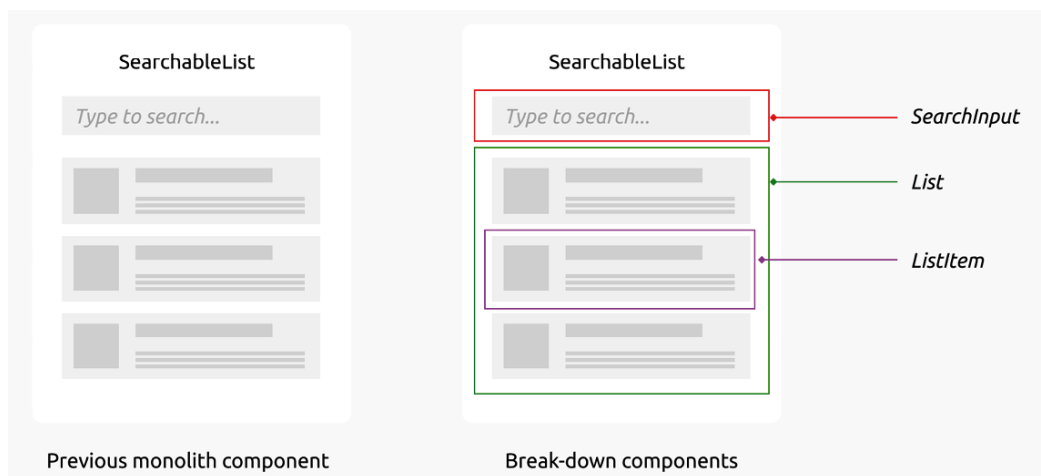 SearchableList
Type to search...
Previous monolith component
SearchableList
Type to search...
SearchInput
List
ListItem
Break-down components